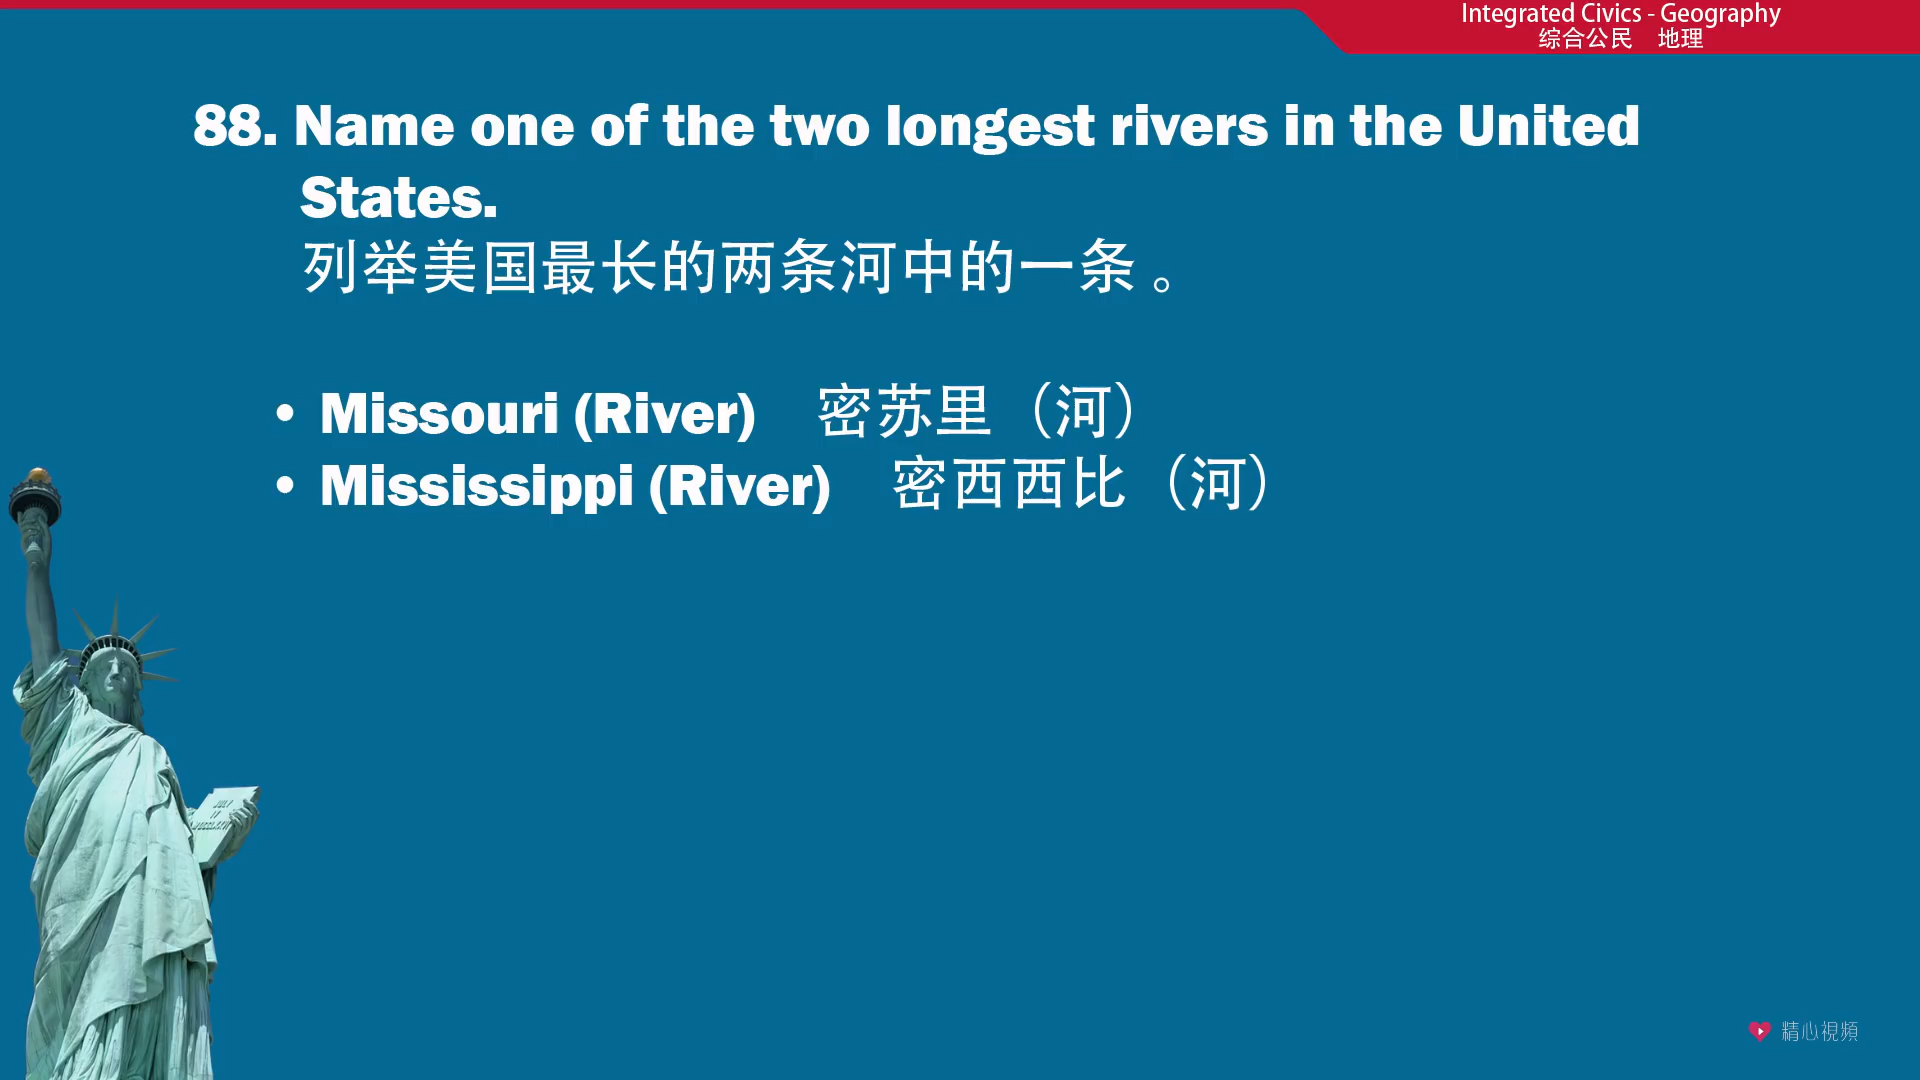 Integrated Civics - Geography
综合公民 地理
88. Name one of the two longest rivers in the United
States.
列举美国最长的两条河中的一条。
• Missouri (River) 密苏里（河）
• Mississippi (River) 密西西比（河）
JULY
IV
精心視頻